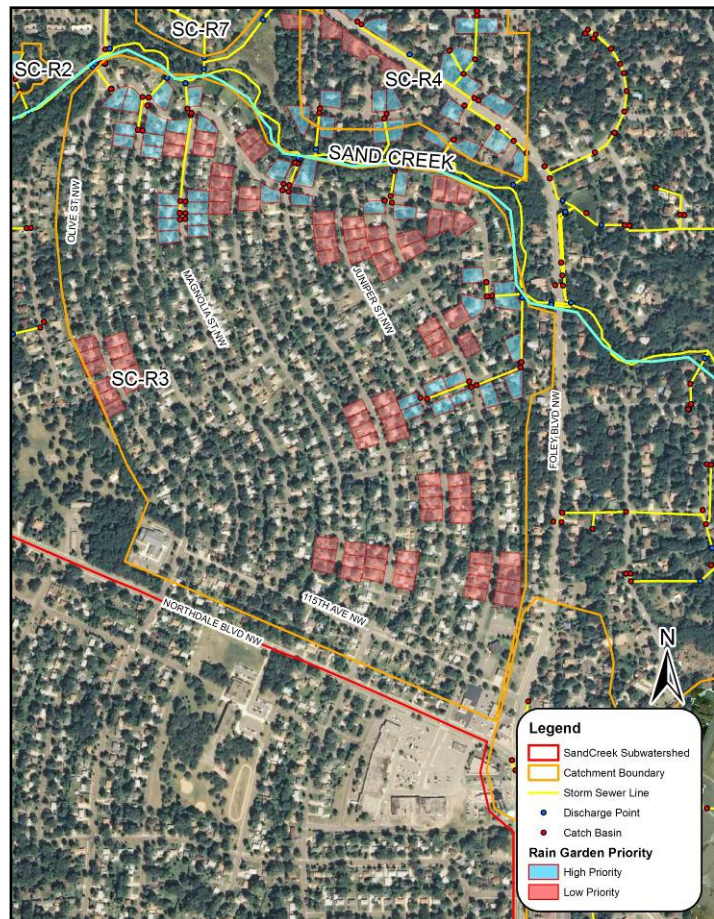 SC-R7
SC-R2
SC-R4
SAND CREEK
OLIVE ST NW
MAGNOLIA ST NW
JUNIPER ST NW
SC-R3
FOLEY BLVD NW
115TH AVE NW
NORTHDALE BLVD NW
N
Legend
SandCreek Subwatershed
Catchment Boundary
Storm Sewer Line
Discharge Point
Catch Basin
Rain Garden Priority
High Priority
Low Priority